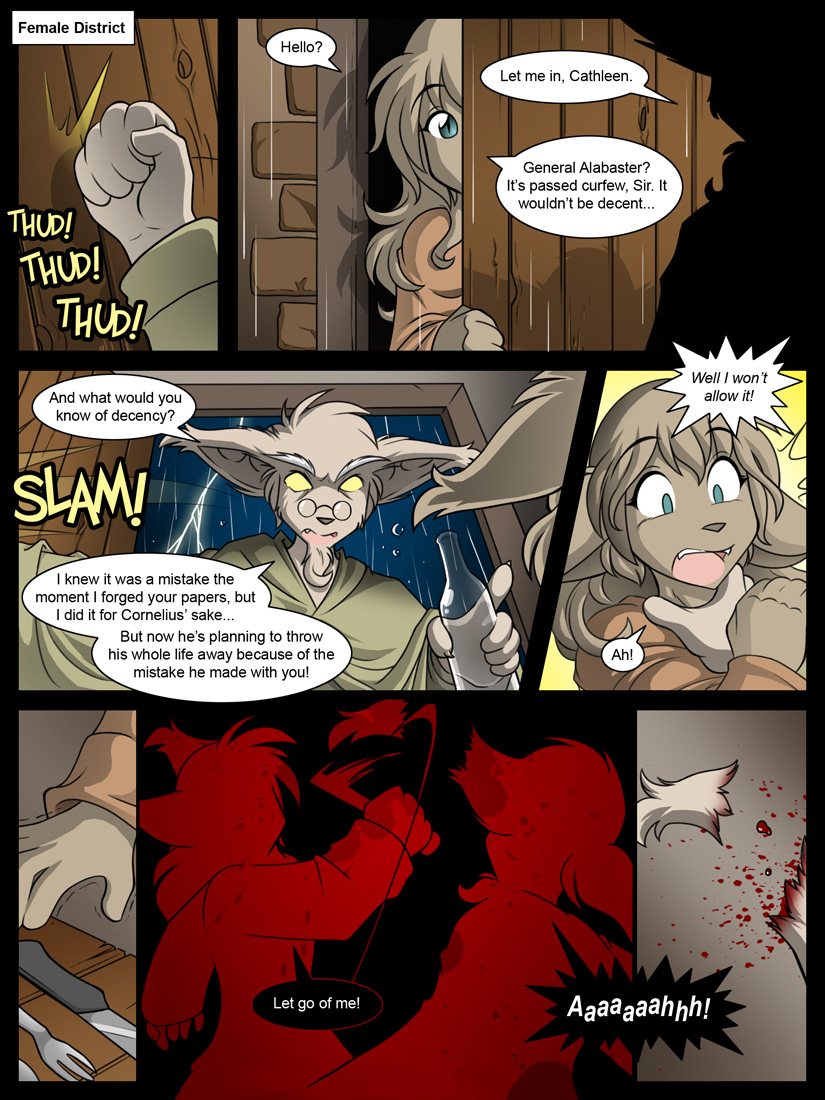 Female District
THUD!
THUD!
THUD!
Hello?
Let me in, Cathleen.
General Alabaster?
It's passed curfew, Sir. It
wouldn't be decent...
And what would you
know of decency?
SLAM!
I knew it was a mistake the
moment I forged your papers, but
I did it for Cornelius' sake...
But now he's planning to throw
his whole life away because of the
mistake he made with you!
Well I won't
allow it!
Ah!
Let go of me!
Aaaaaaahhh!